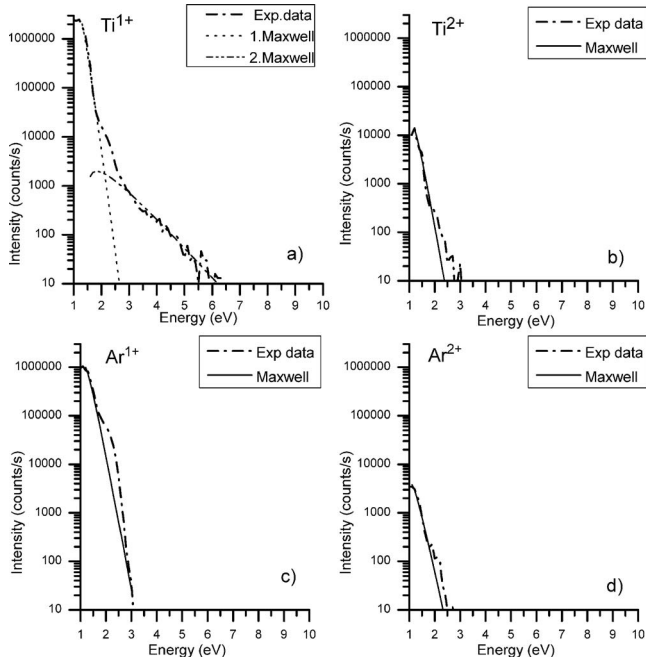 Ti1+
Exp.data
1.Maxwell
2.Maxwell
Intensity (counts/s)
1000000
100000
10000
1000
100
10
a)
1 2 3 4 5 6 7 8 9 10
Energy (eV)
Ti2+
Exp data
Maxwell
Intensity (counts/s)
1000000
100000
10000
1000
100
10
b)
1 2 3 4 5 6 7 8 9 10
Energy (eV)
Ar1+
Exp data
Maxwell
Intensity (counts/s)
1000000
100000
10000
1000
100
10
c)
1 2 3 4 5 6 7 8 9 10
Energy (eV)
Ar2+
Exp data
Maxwell
Intensity (counts/s)
1000000
100000
10000
1000
100
10
d)
1 2 3 4 5 6 7 8 9 10
Energy (eV)